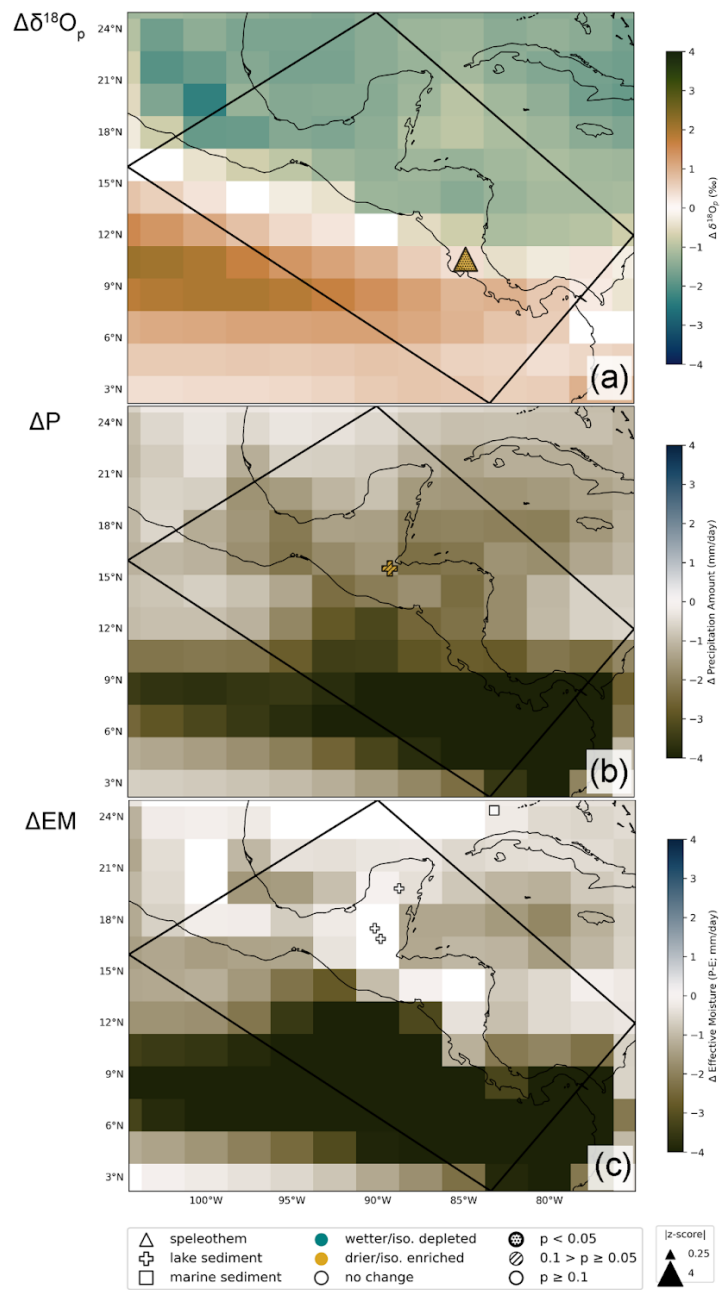 Δδ¹⁸Oₚ
24°N
21°N
18°N
15°N
12°N
9°N
6°N
3°N
(a)
4
3
2
1
0
−1
−2
−3
−4
Δ δ¹⁸Oₚ (‰)
ΔP
24°N
21°N
18°N
15°N
12°N
9°N
6°N
3°N
(b)
4
3
2
1
0
−1
−2
−3
−4
Δ Precipitation Amount (mm/day)
ΔEM
24°N
21°N
18°N
15°N
12°N
9°N
6°N
3°N
(c)
4
3
2
1
0
−1
−2
−3
−4
Δ Effective Moisture (P-E; mm/day)
100°W 95°W 90°W 85°W 80°W
speleothem wetter/iso. depleted p < 0.05
lake sediment drier/iso. enriched 0.1 > p ≥ 0.05
marine sediment no change p ≥ 0.1
|z-score|
0.25
4